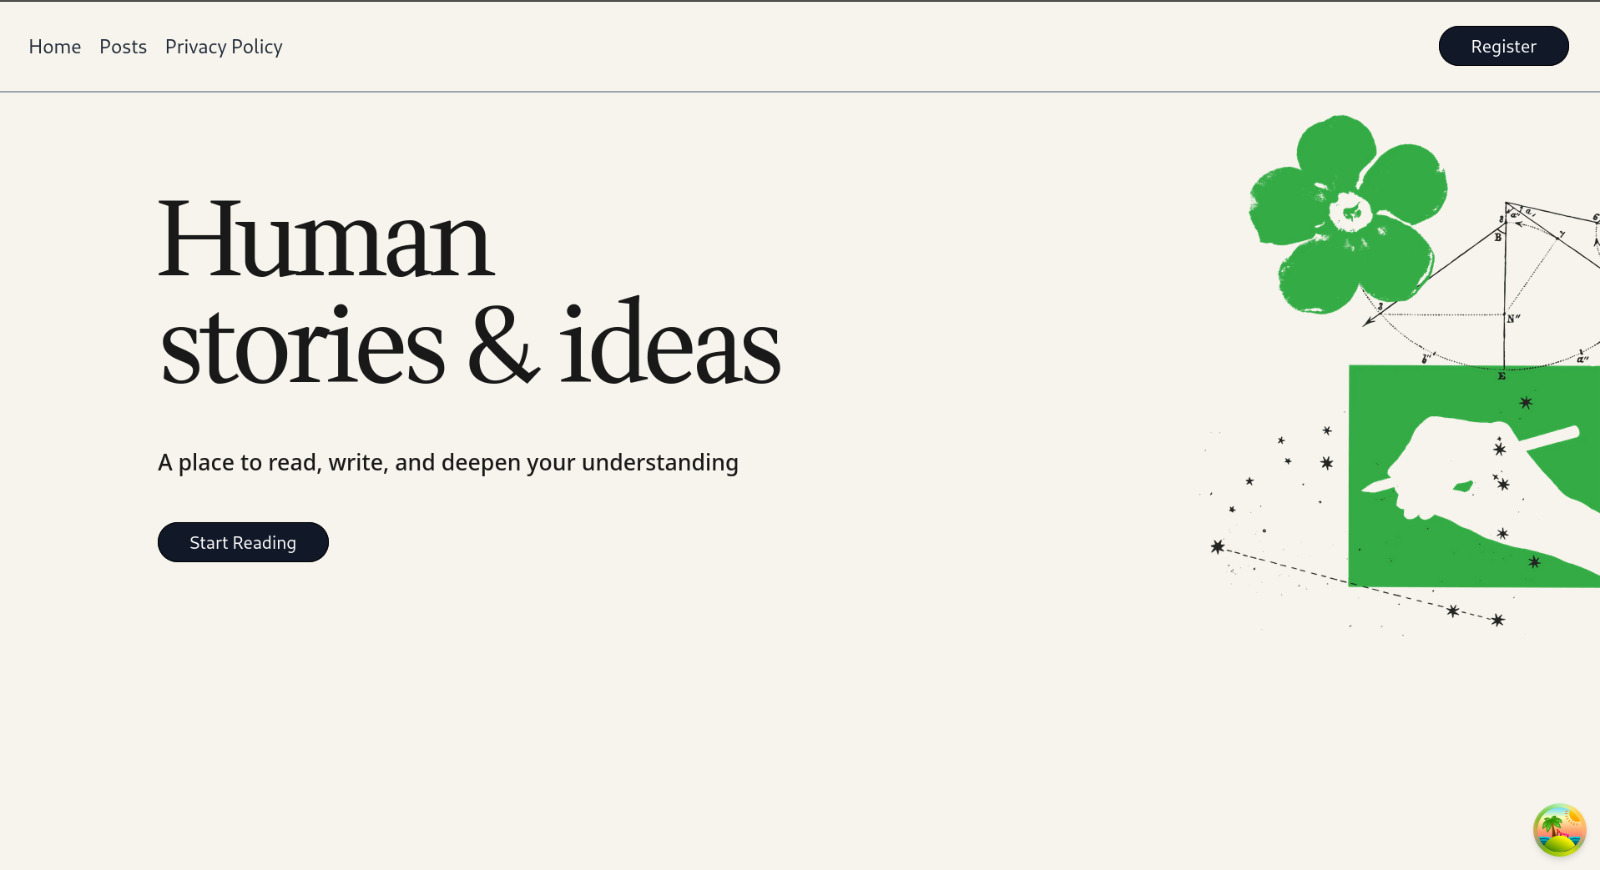 Home Posts Privacy Policy Register
Human
stories & ideas
A place to read, write, and deepen your understanding
Start Reading
B
N″
E